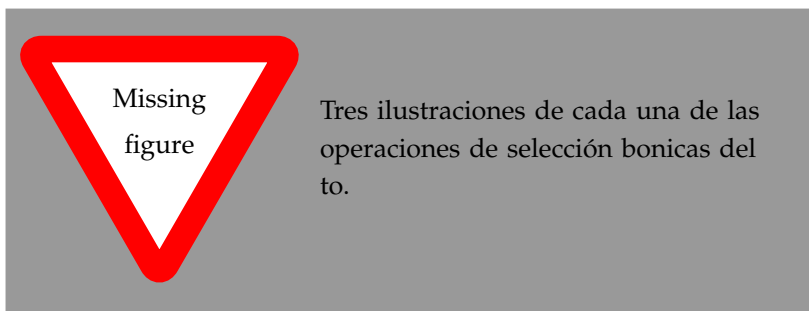 Missing
figure
Tres ilustraciones de cada una de las
operaciones de selección bonicas del
to.